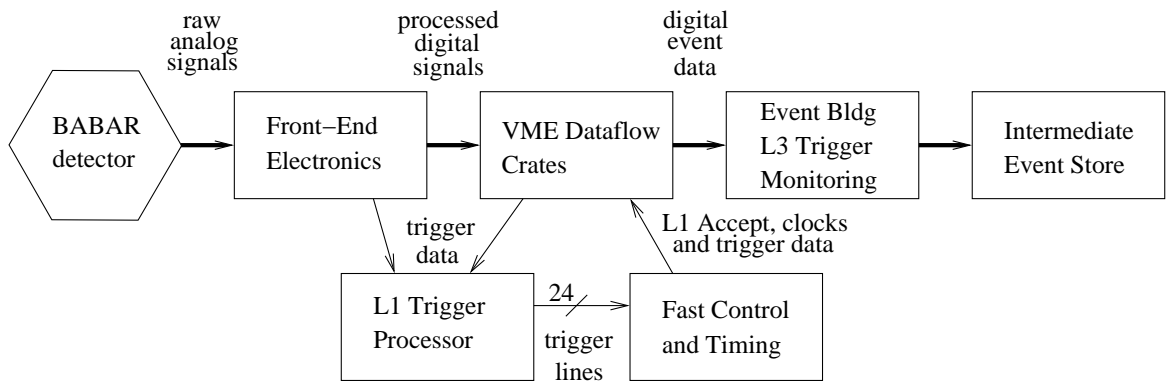 raw
analog
signals
processed
digital
signals
digital
event
data
BABAR
detector
Front−End
Electronics
VME Dataflow
Crates
Event Bldg
L3 Trigger
Monitoring
Intermediate
Event Store
trigger
data
L1 Accept, clocks
and trigger data
L1 Trigger
Processor
24
trigger
lines
Fast Control
and Timing